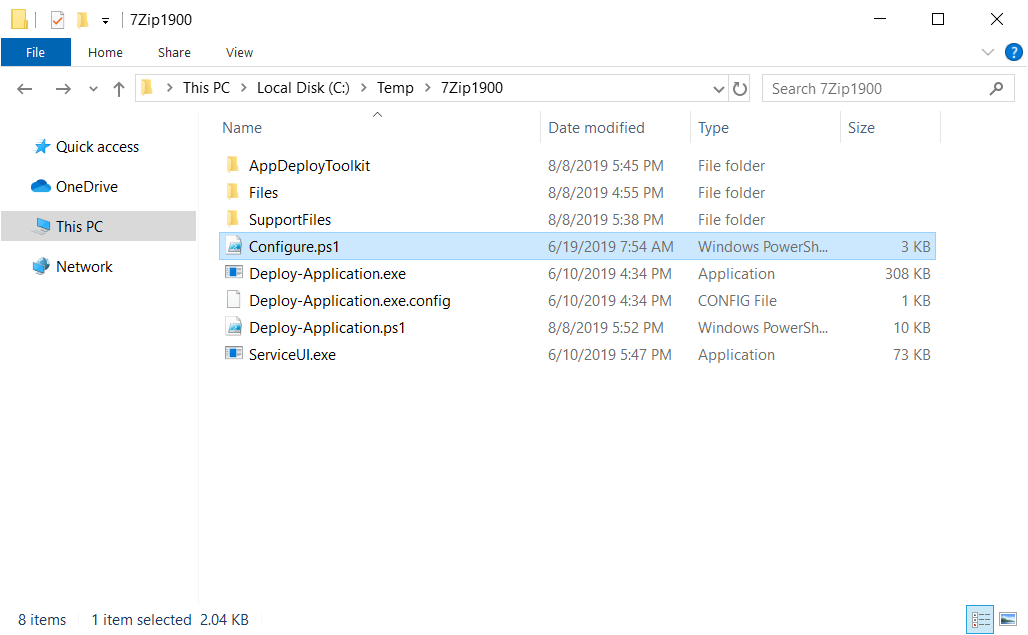 7Zip1900
File Home Share View ?
This PC Local Disk (C:) Temp 7Zip1900 Search 7Zip1900
Quick access
OneDrive
This PC
Network
Name Date modified Type Size
AppDeployToolkit 8/8/2019 5:45 PM File folder
Files 8/8/2019 4:55 PM File folder
SupportFiles 8/8/2019 5:38 PM File folder
Configure.ps1 6/19/2019 7:54 AM Windows PowerSh... 3 KB
Deploy-Application.exe 6/10/2019 4:34 PM Application 308 KB
Deploy-Application.exe.config 6/10/2019 4:34 PM CONFIG File 1 KB
Deploy-Application.ps1 8/8/2019 5:52 PM Windows PowerSh... 10 KB
ServiceUI.exe 6/10/2019 5:47 PM Application 73 KB
8 items 1 item selected 2.04 KB